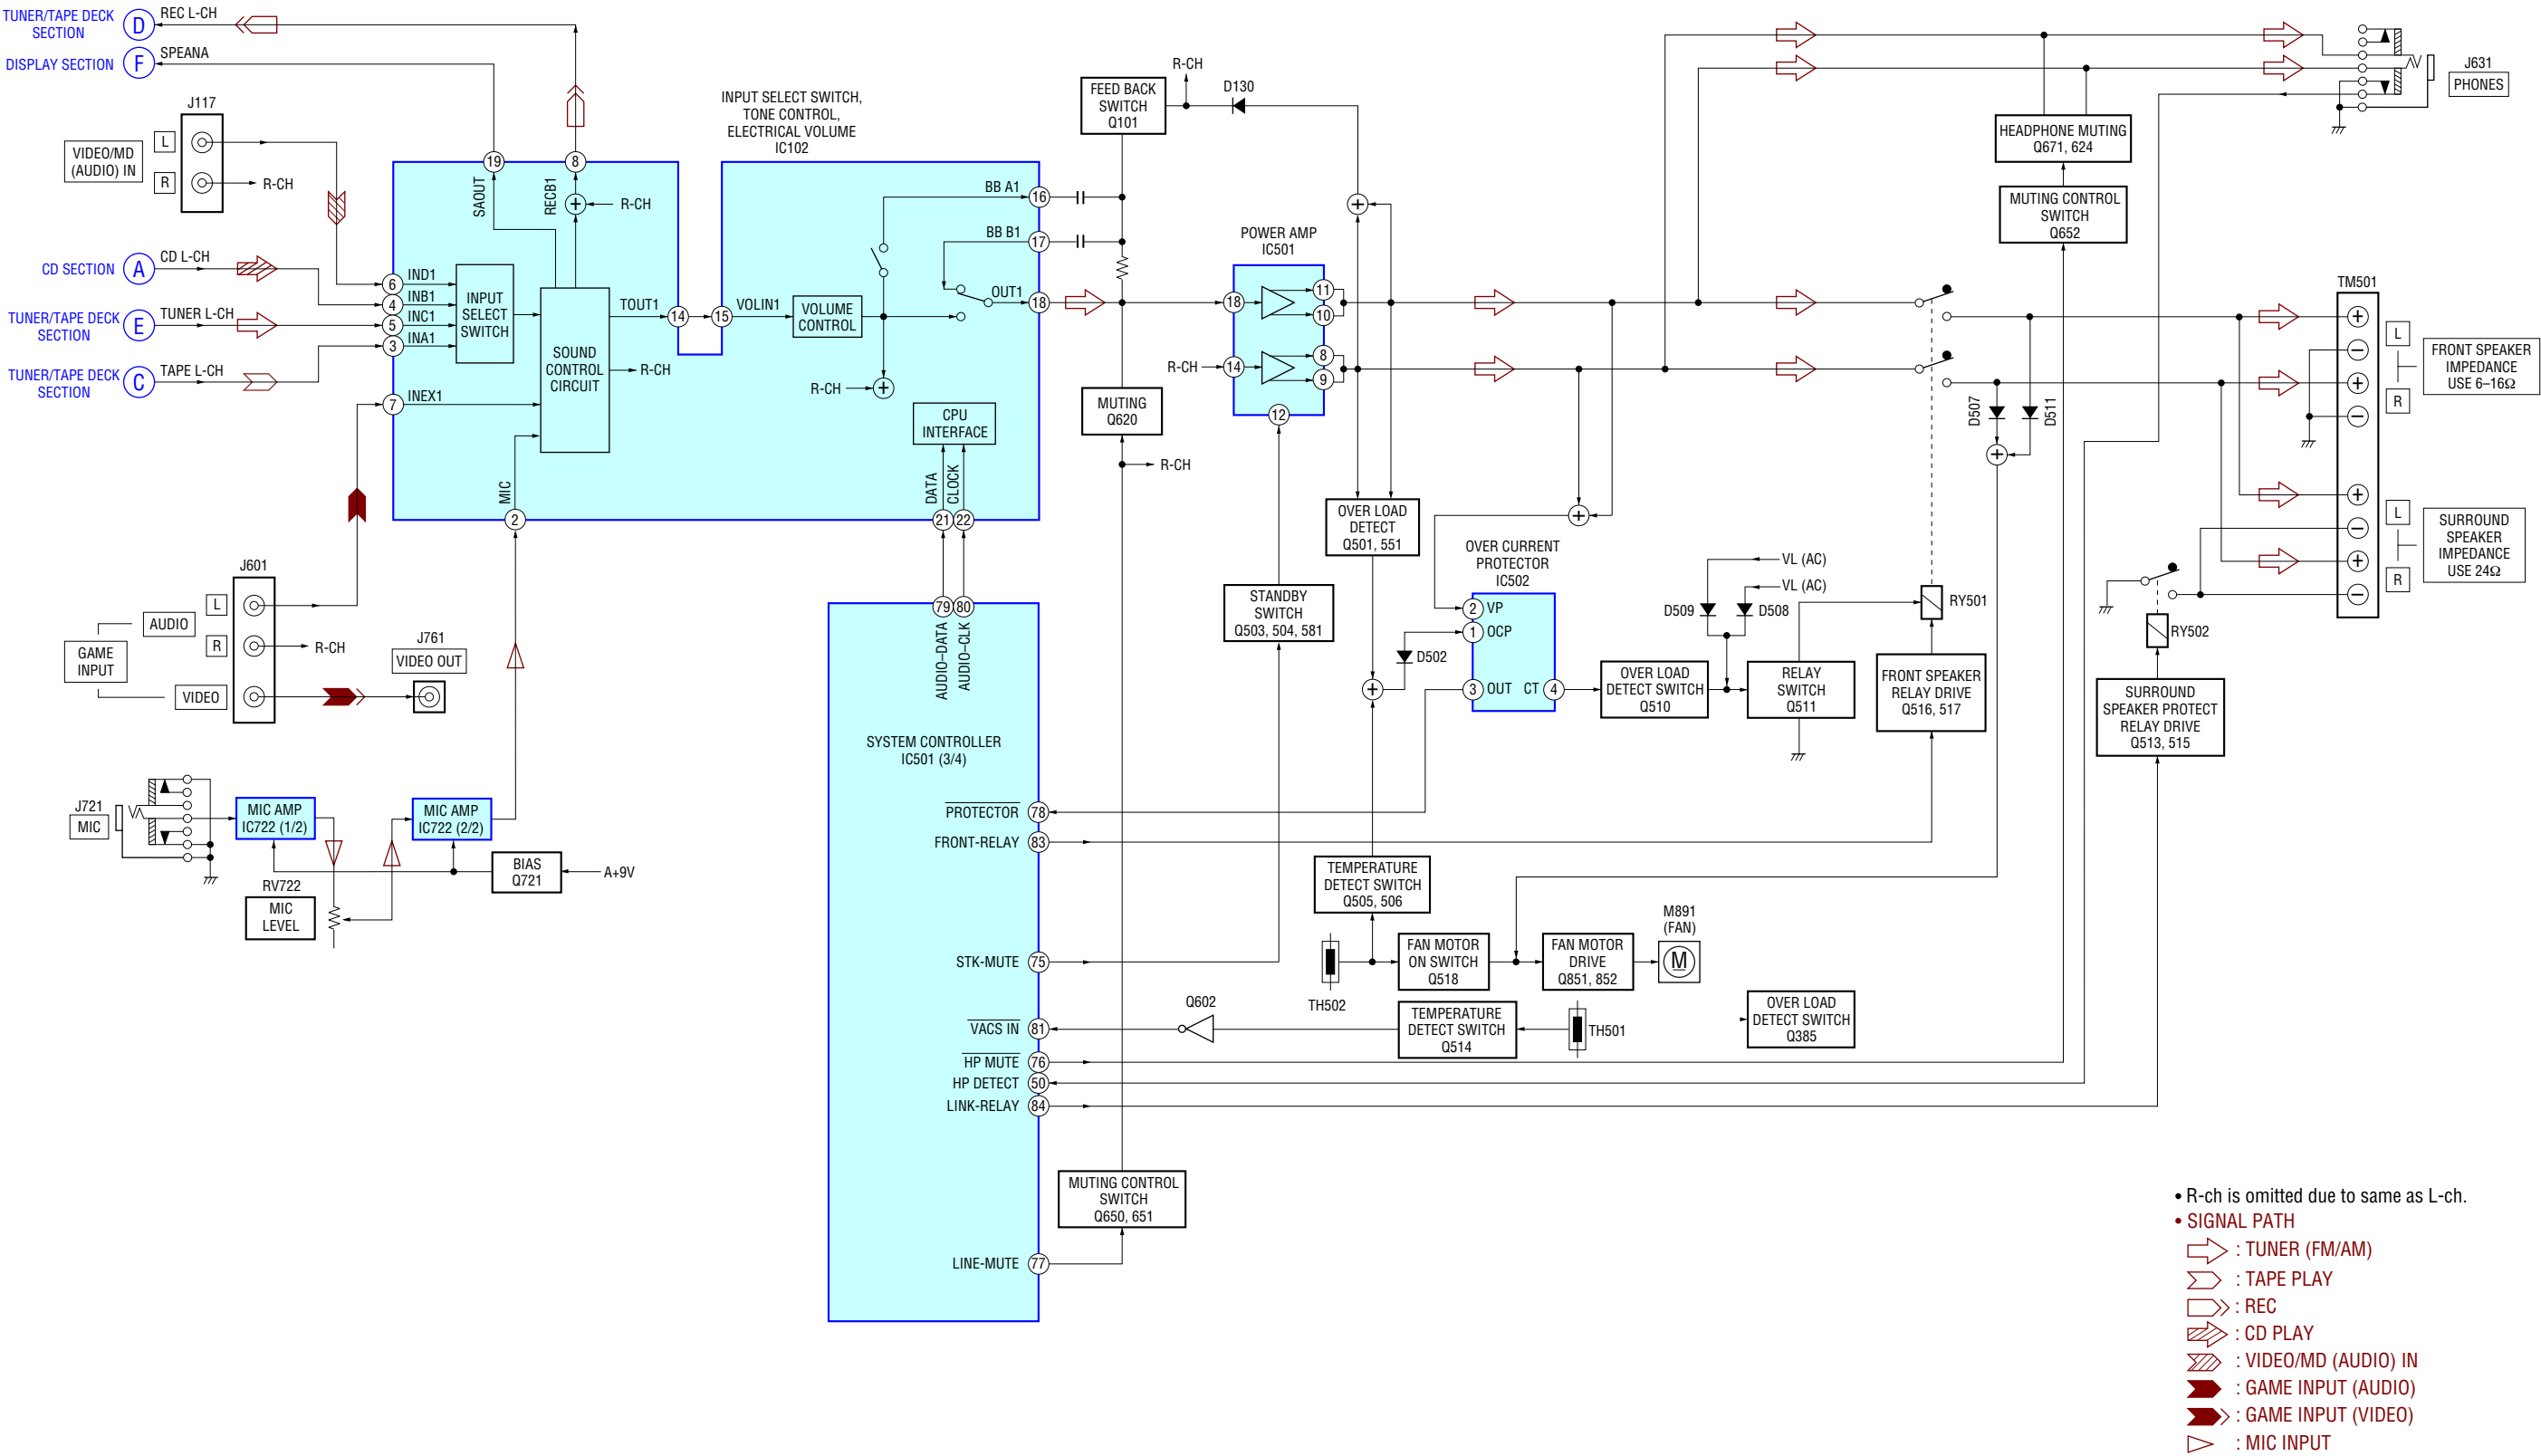 TUNER/TAPE DECK
SECTION
D
REC L-CH
DISPLAY SECTION
F
SPEANA
J117
VIDEO/MD
(AUDIO) IN
L
R
R-CH
CD SECTION
A
CD L-CH
TUNER/TAPE DECK
SECTION
E
TUNER L-CH
TUNER/TAPE DECK
SECTION
C
TAPE L-CH
INPUT SELECT SWITCH,
TONE CONTROL,
ELECTRICAL VOLUME
IC102
19
8
SAOUT
RECB1
R-CH
6
IND1
4
INB1
5
INC1
3
INA1
7
INEX1
INPUT
SELECT
SWITCH
SOUND
CONTROL
CIRCUIT
TOUT1
14
15
VOLIN1
R-CH
VOLUME
CONTROL
R-CH
BB A1
16
BB B1
17
OUT1
18
CPU
INTERFACE
DATA
CLOCK
21
22
MIC
2
J601
GAME
INPUT
AUDIO
L
R
R-CH
VIDEO
J761
VIDEO OUT
J721
MIC
MIC AMP
IC722 (1/2)
MIC AMP
IC722 (2/2)
RV722
MIC
LEVEL
BIAS
Q721
A+9V
FEED BACK
SWITCH
Q101
R-CH
D130
MUTING
Q620
R-CH
POWER AMP
IC501
18
11
10
R-CH
14
8
9
12
OVER LOAD
DETECT
Q501, 551
STANDBY
SWITCH
Q503, 504, 581
OVER CURRENT
PROTECTOR
IC502
2
VP
1
OCP
3
OUT
CT
4
D502
D509
D508
VL (AC)
VL (AC)
OVER LOAD
DETECT SWITCH
Q510
RELAY
SWITCH
Q511
RY501
FRONT SPEAKER
RELAY DRIVE
Q516, 517
HEADPHONE MUTING
Q671, 624
MUTING CONTROL
SWITCH
Q652
J631
PHONES
TM501
L
R
FRONT SPEAKER
IMPEDANCE
USE 6–16Ω
L
R
SURROUND
SPEAKER
IMPEDANCE
USE 24Ω
D507
D511
RY502
SURROUND
SPEAKER PROTECT
RELAY DRIVE
Q513, 515
SYSTEM CONTROLLER
IC501 (3/4)
79
80
AUDIO–DATA
AUDIO–CLK
PROTECTOR
78
FRONT-RELAY
83
STK-MUTE
75
VACS IN
81
HP MUTE
76
HP DETECT
50
LINK-RELAY
84
LINE-MUTE
77
TEMPERATURE
DETECT SWITCH
Q505, 506
TH502
FAN MOTOR
ON SWITCH
Q518
FAN MOTOR
DRIVE
Q851, 852
M891
(FAN)
M
Q602
TEMPERATURE
DETECT SWITCH
Q514
TH501
OVER LOAD
DETECT SWITCH
Q385
MUTING CONTROL
SWITCH
Q650, 651
• R-ch is omitted due to same as L-ch.
• SIGNAL PATH
: TUNER (FM/AM)
: TAPE PLAY
: REC
: CD PLAY
: VIDEO/MD (AUDIO) IN
: GAME INPUT (AUDIO)
: GAME INPUT (VIDEO)
: MIC INPUT